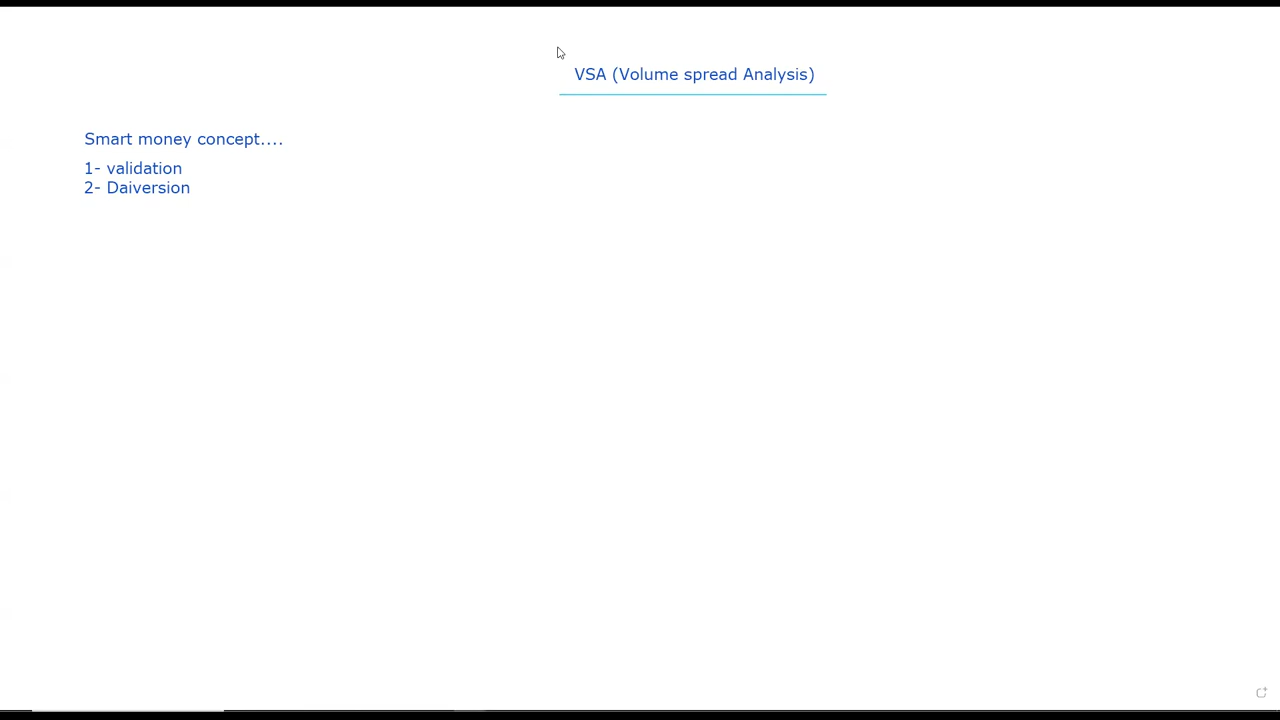 VSA (Volume spread Analysis)
Smart money concept....
1- validation
2- Daiversion